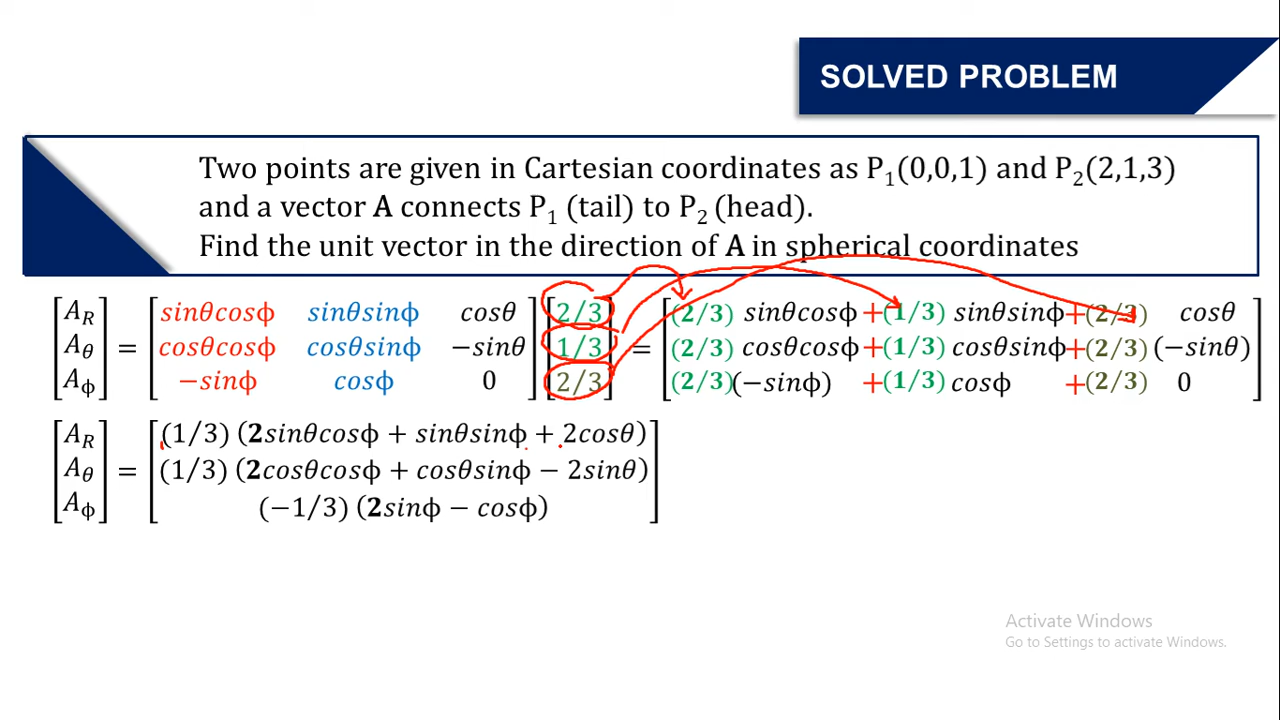 SOLVED PROBLEM
Two points are given in Cartesian coordinates as P₁(0,0,1) and P₂(2,1,3)
and a vector A connects P₁ (tail) to P₂ (head).
Find the unit vector in the direction of A in spherical coordinates
[A_R] = [sinθcosϕ sinθsinϕ cosθ] [2/3] = [(2/3) sinθcosϕ +(1/3) sinθsinϕ +(2/3) cosθ]
[A_θ] = [cosθcosϕ cosθsinϕ −sinθ] [1/3] = [(2/3) cosθcosϕ +(1/3) cosθsinϕ +(2/3) (−sinθ)]
[A_ϕ] = [−sinϕ cosϕ 0] [2/3] = [(2/3)(−sinϕ) +(1/3) cosϕ +(2/3) 0]
[A_R] = [(1/3) (2sinθcosϕ + sinθsinϕ + 2cosθ)]
[A_θ] = [(1/3) (2cosθcosϕ + cosθsinϕ − 2sinθ)]
[A_ϕ] = [(−1/3) (2sinϕ − cosϕ)]
Activate Windows
Go to Settings to activate Windows.